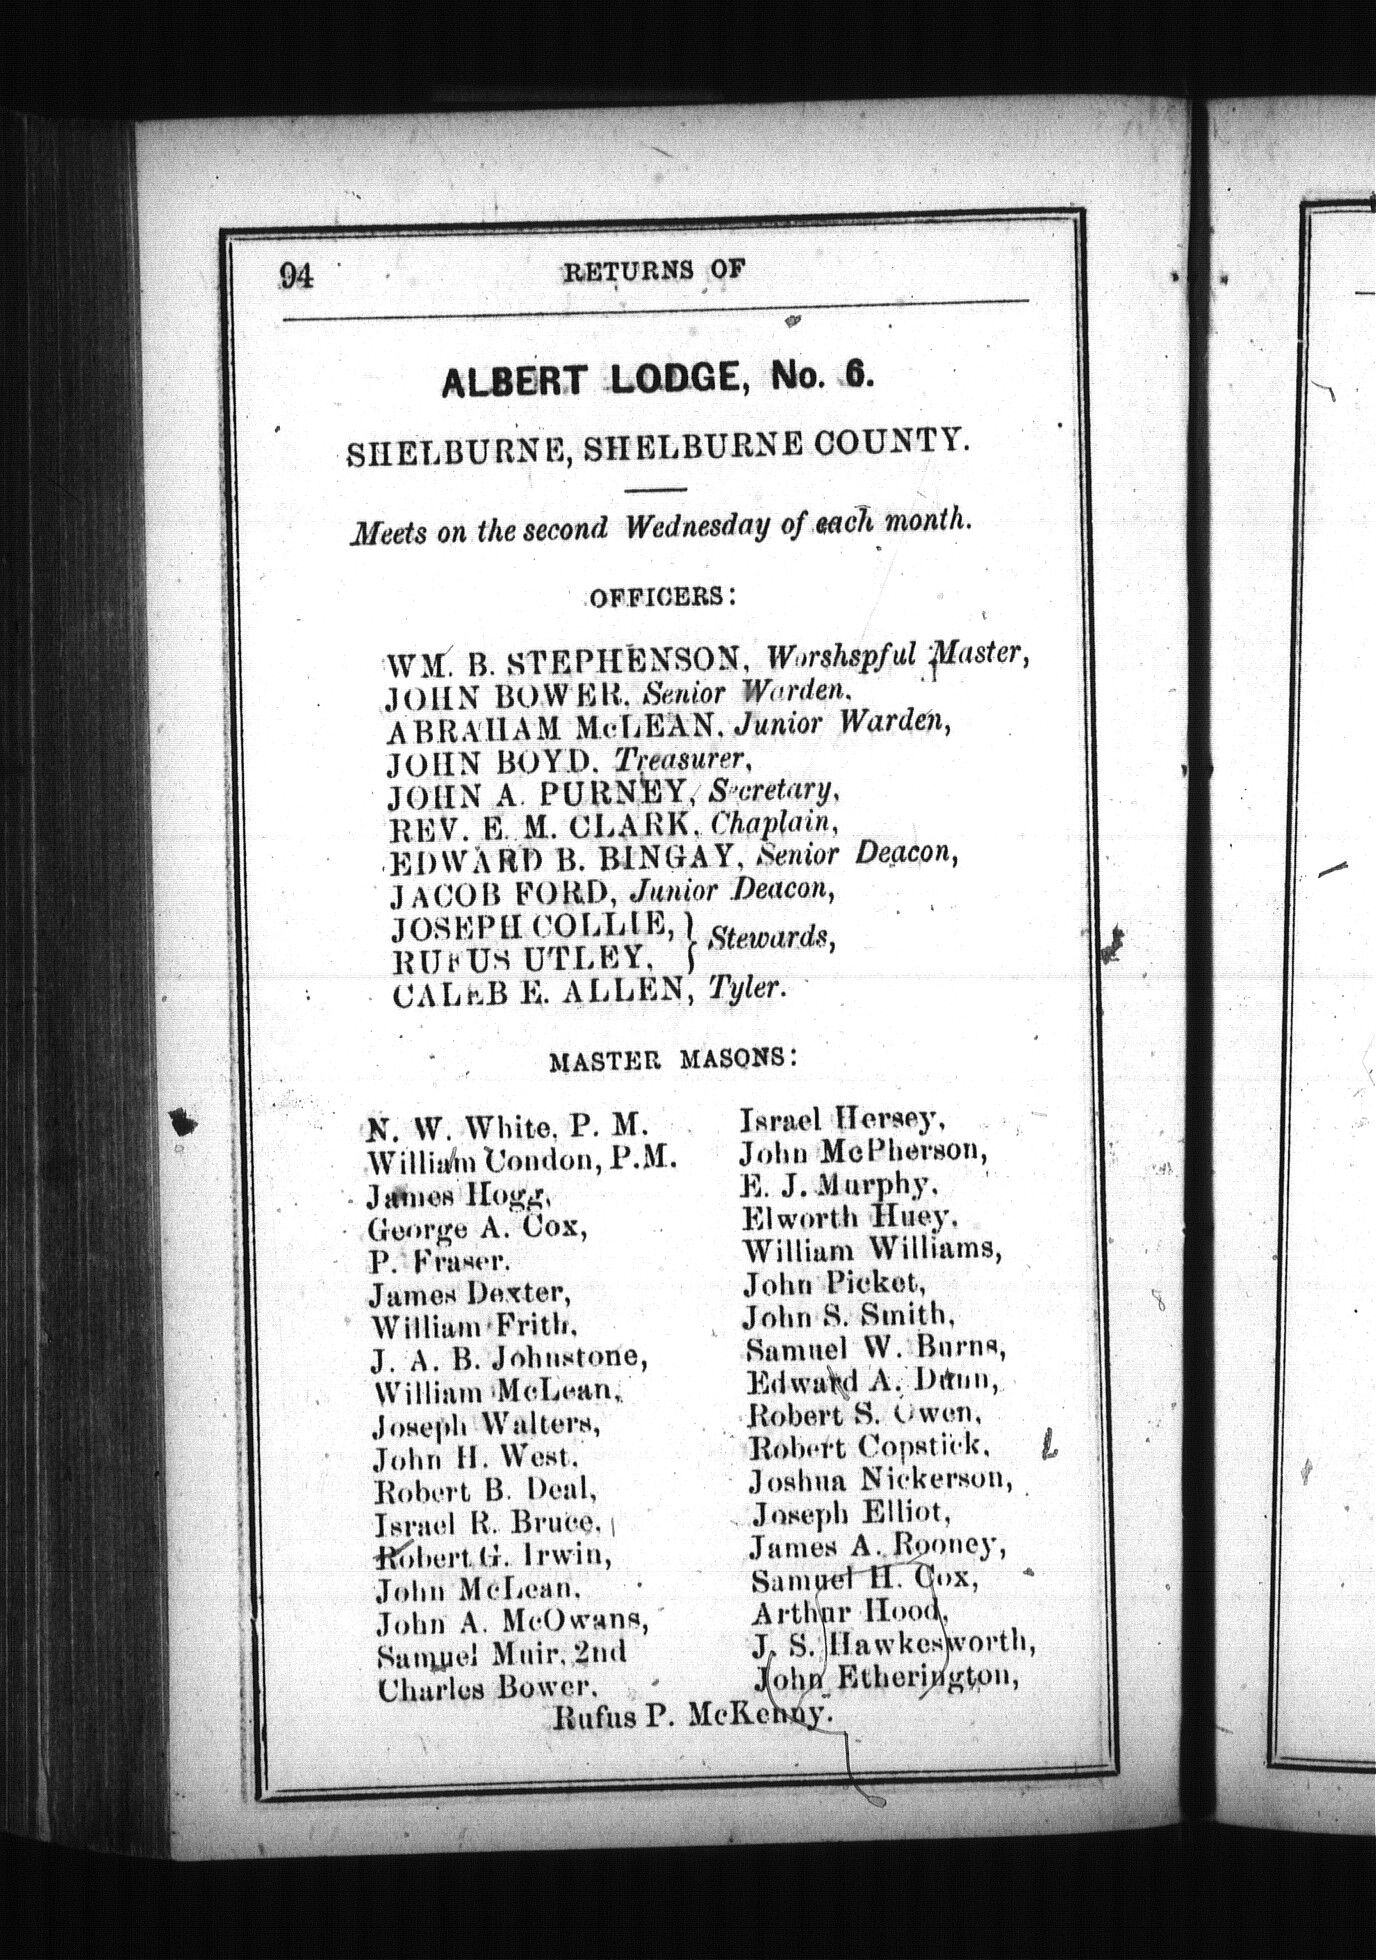 94
RETURNS OF
ALBERT LODGE, No. 6.
SHELBURNE, SHELBURNE COUNTY.
Meets on the second Wednesday of each month.
OFFICERS:
WM. B. STEPHENSON, Worshspful Master,
JOHN BOWER, Senior Warden.
ABRAHAM McLEAN, Junior Warden,
JOHN BOYD, Treasurer,
JOHN A. PURNEY, Secretary,
REV. E. M. CLARK, Chaplain,
EDWARD B. BINGAY, Senior Deacon,
JACOB FORD, Junior Deacon,
JOSEPH COLLIE, } Stewards,
RUFUS UTLEY, }
CALEB E. ALLEN, Tyler.
MASTER MASONS:
N. W. White, P. M.
William Condon, P.M.
James Hogg,
George A. Cox,
P. Fraser.
James Dexter,
William Frith,
J. A. B. Johnstone,
William McLean,
Joseph Walters,
John H. West,
Robert B. Deal,
Israel R. Bruce,
Robert G. Irwin,
John McLean,
John A. McOwans,
Samuel Muir, 2nd
Charles Bower,
Israel Hersey,
John McPherson,
E. J. Murphy,
Elworth Huey,
William Williams,
John Picket,
John S. Smith,
Samuel W. Burns,
Edward A. Dunn,
Robert S. Owen,
Robert Copstick,
Joshua Nickerson,
Joseph Elliot,
James A. Rooney,
Samuel H. Cox,
Arthur Hood,
J. S. Hawkesworth,
John Etherington,
Rufus P. McKenny.